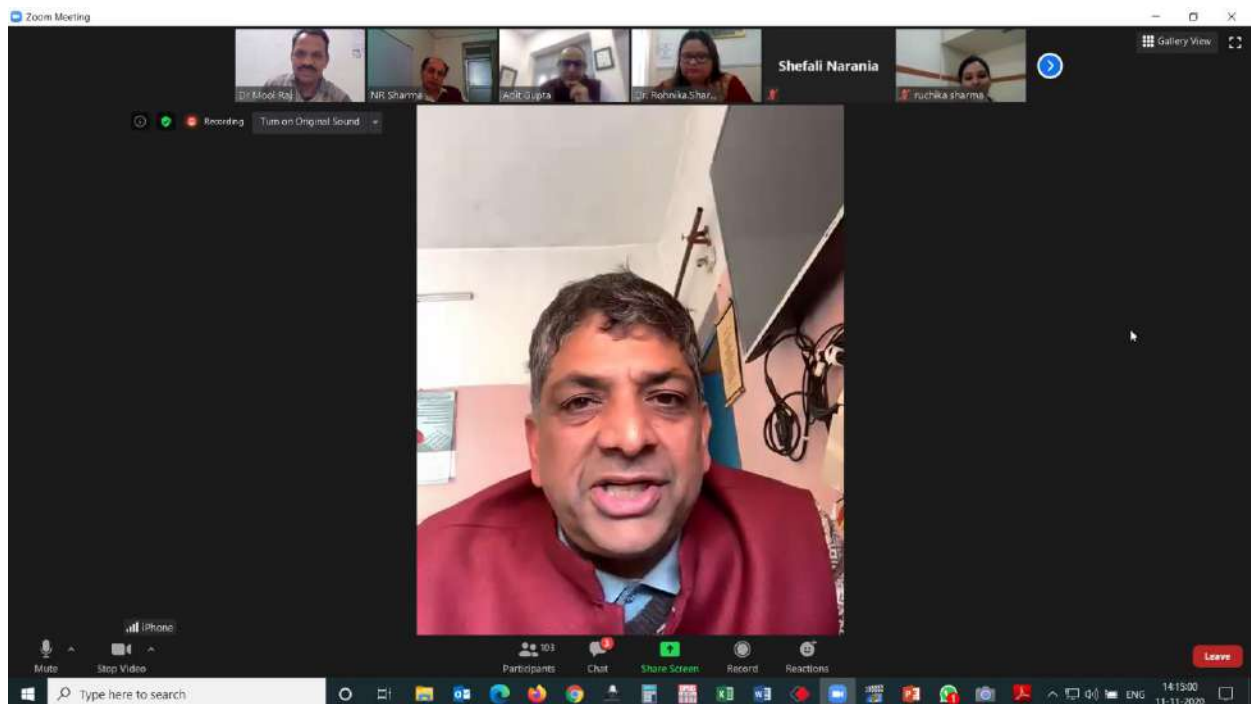 Zoom Meeting
Gallery View
Dr Mool Raj
NR Sharma
Adit Gupta
Dr. Rohnika Shar...
Shefali Narania
ruchika sharma
Recording
Turn on Original Sound
iPhone
Mute
Stop Video
103
Participants
3
Chat
Share Screen
Record
Reactions
Leave
Type here to search
ENG
14:15:00
11-11-2020